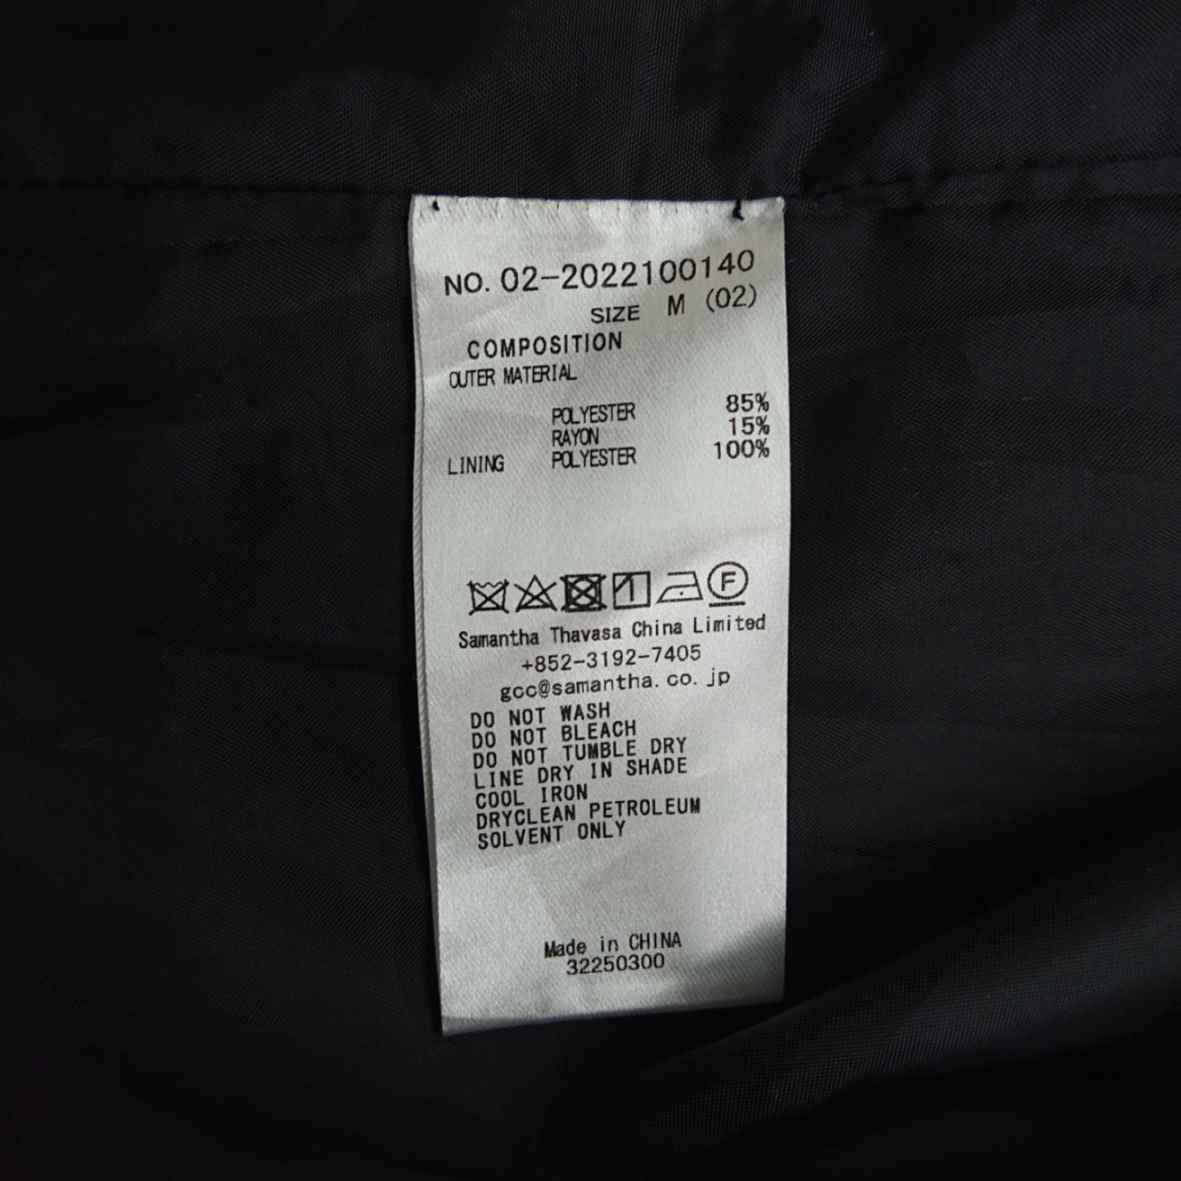 NO. 02-2022100140
SIZE M (02)
COMPOSITION
OUTER MATERIAL
POLYESTER 85%
RAYON 15%
LINING POLYESTER 100%
1 F
Samantha Thavasa China Limited
+852-3192-7405
gcc@samantha.co.jp
DO NOT WASH
DO NOT BLEACH
DO NOT TUMBLE DRY
LINE DRY IN SHADE
COOL IRON
DRYCLEAN PETROLEUM
SOLVENT ONLY
Made in CHINA
32250300